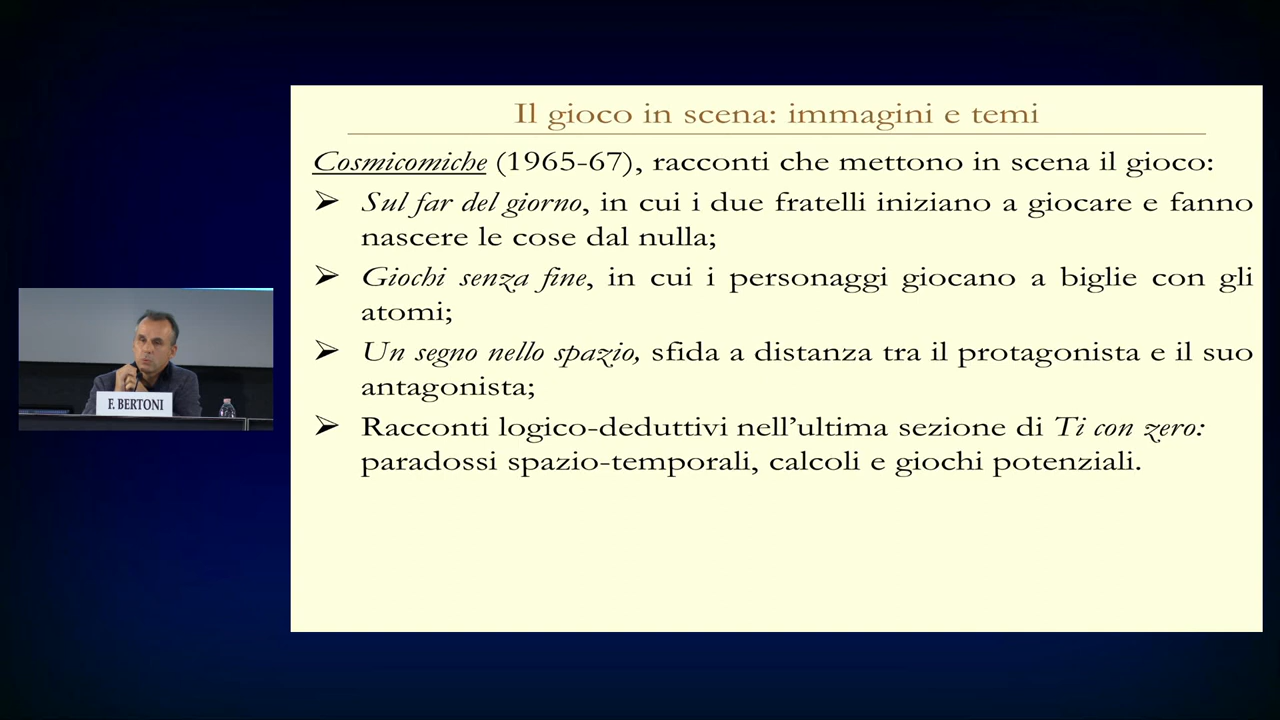 Il gioco in scena: immagini e temi
Cosmicomiche (1965-67), racconti che mettono in scena il gioco:
➢ Sul far del giorno, in cui i due fratelli iniziano a giocare e fanno
nascere le cose dal nulla;
➢ Giochi senza fine, in cui i personaggi giocano a biglie con gli
atomi;
➢ Un segno nello spazio, sfida a distanza tra il protagonista e il suo
antagonista;
➢ Racconti logico-deduttivi nell'ultima sezione di Ti con zero:
paradossi spazio-temporali, calcoli e giochi potenziali.
F. BERTONI